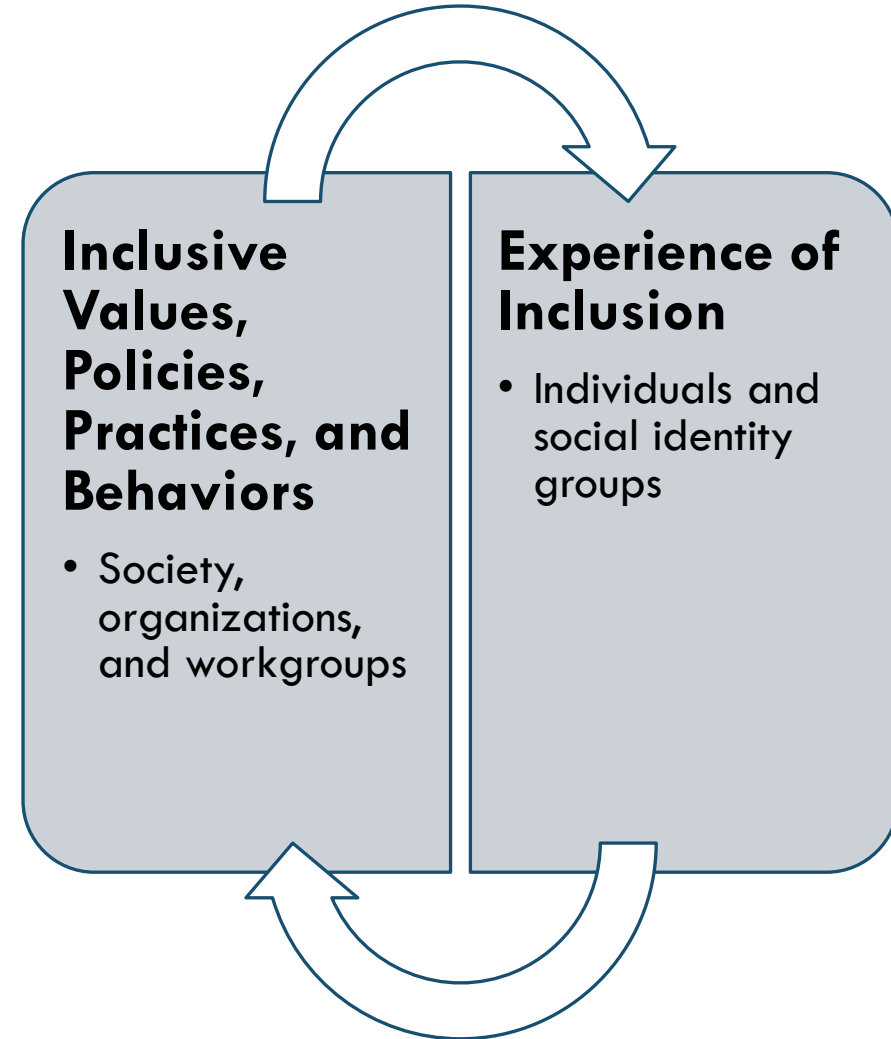 Inclusive
Values,
Policies,
Practices, and
Behaviors
• Society,
organizations,
and workgroups
Experience of
Inclusion
• Individuals and
social identity
groups